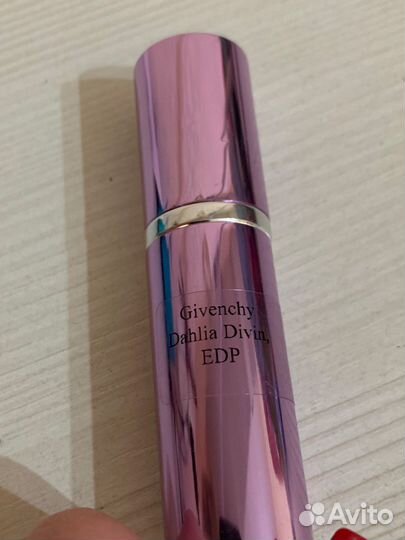 Givenchy
Dahlia Divin,
EDP
Avito